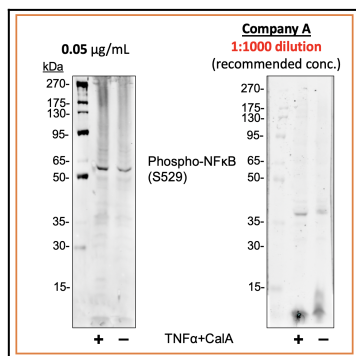 0.05 µg/mL
Company A
1:1000 dilution
(recommended conc.)
kDa
270-
175-
130-
95-
65-
50-
35-
30-
15-
Phospho-NFκB
(S529)
270-
175-
130-
95-
65-
50-
35-
30-
15-
+ − TNFα+CalA + −